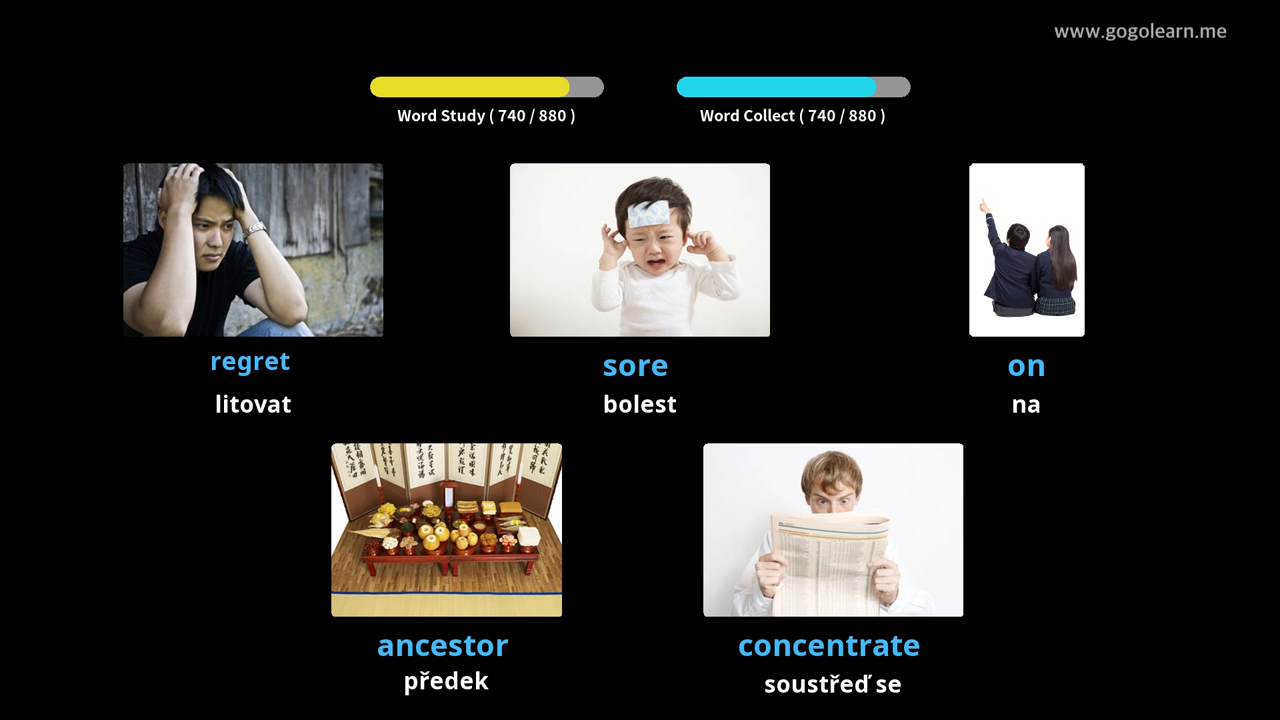 www.gogolearn.me
Word Study ( 740 / 880 )
Word Collect ( 740 / 880 )
regret
litovat
sore
bolest
on
na
ancestor
předek
concentrate
soustřeď se